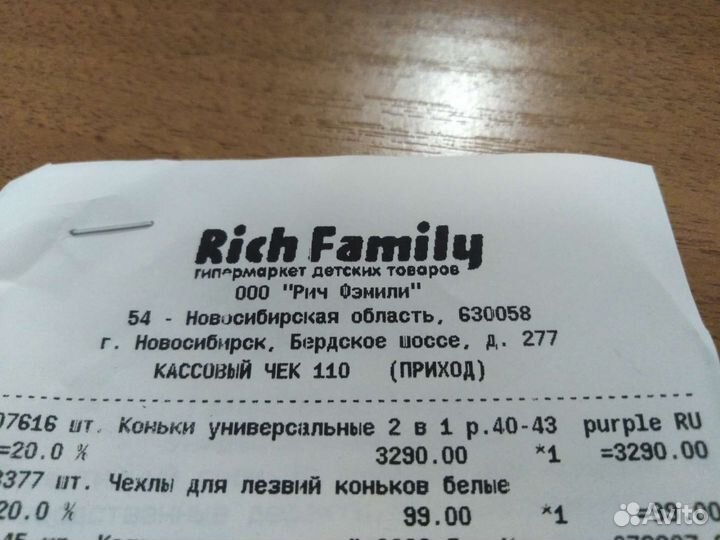 Rich Family
гипермаркет детских товаров
ООО "Рич Фэмили"
54 - Новосибирская область, 630058
г. Новосибирск, Бердское шоссе, д. 277
КАССОВЫЙ ЧЕК 110 (ПРИХОД)
07616 шт. Коньки универсальные 2 в 1 р.40-43 purple RU
=20.0 % 3290.00 *1 =3290.00
3377 шт. Чехлы для лезвий коньков белые
20.0 % 99.00 *1
Avito